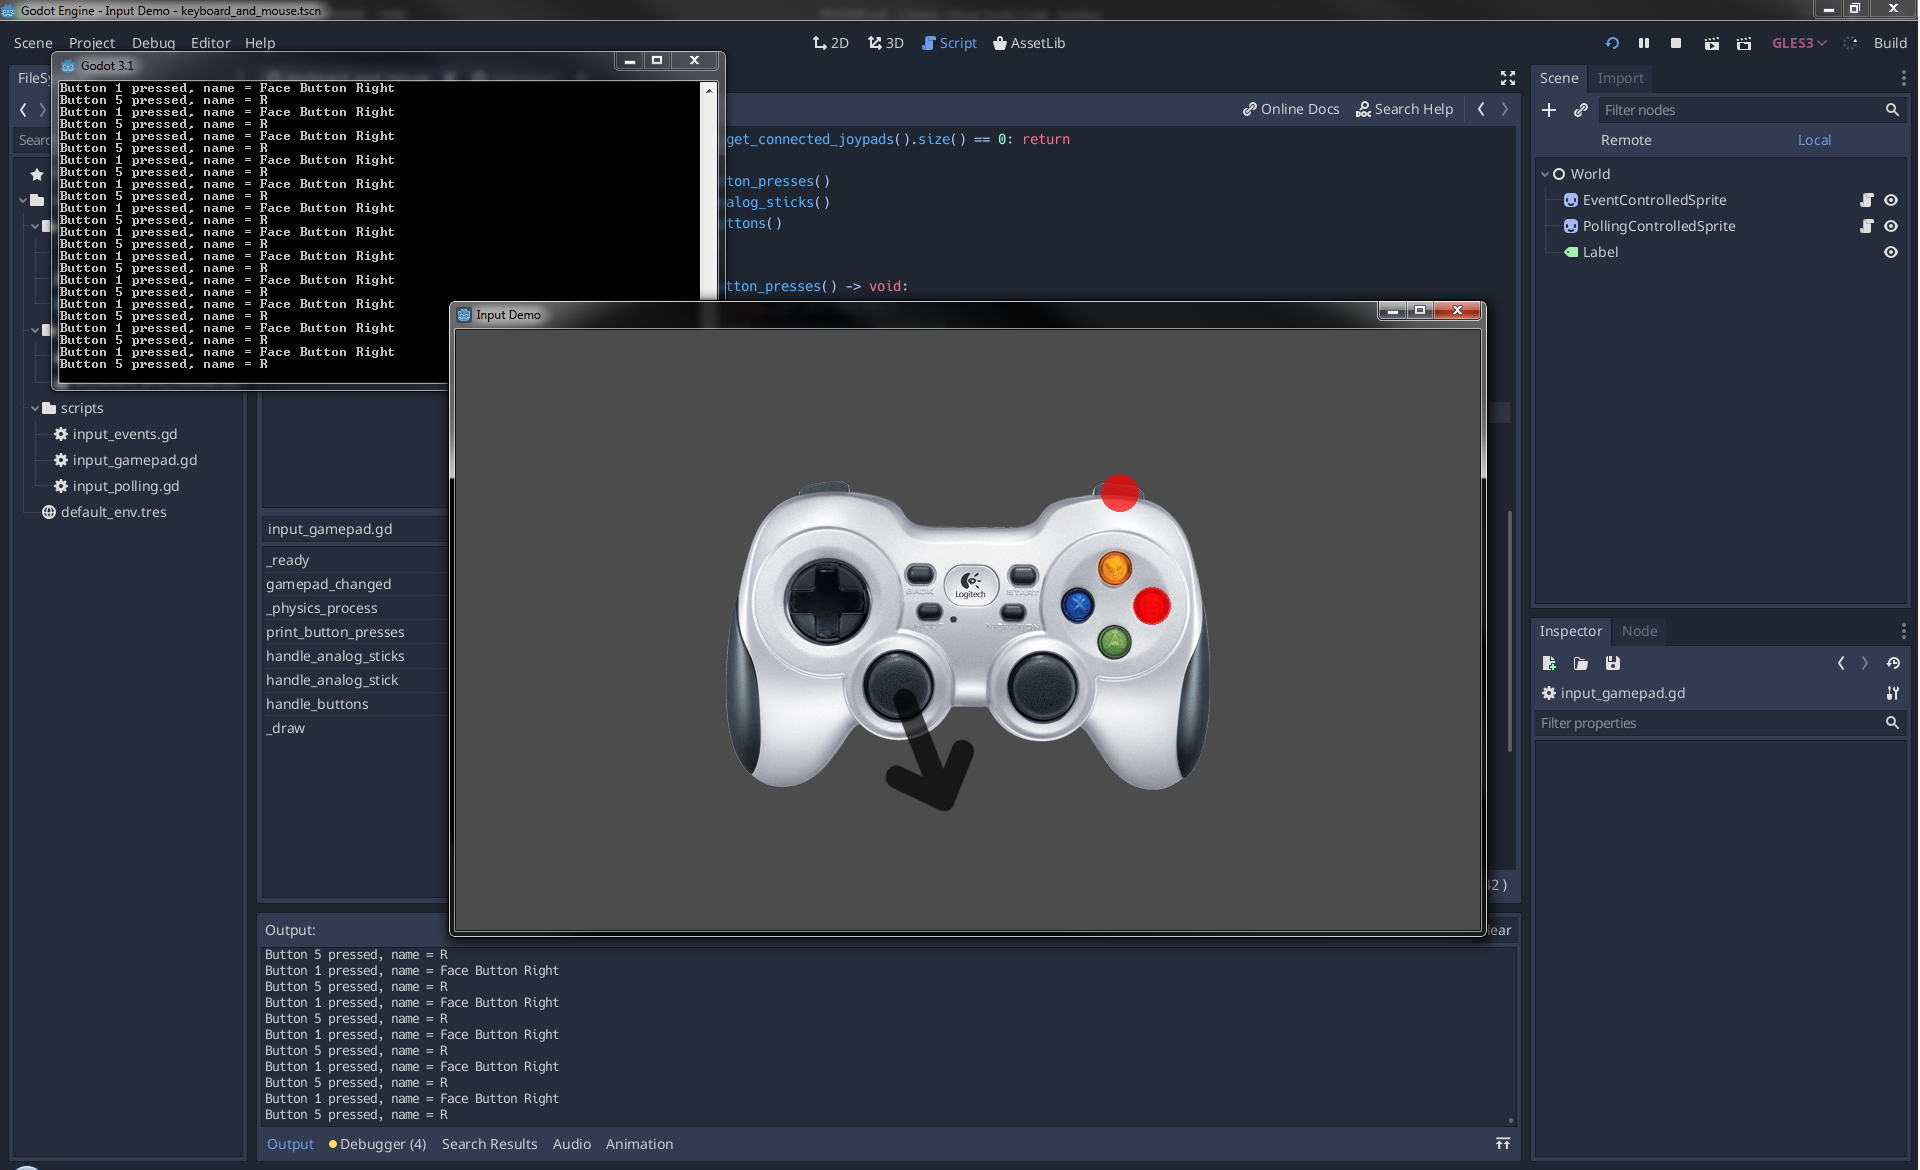 Godot Engine - Input Demo - keyboard_and_mouse.tscn
Scene Project Debug Editor Help
2D 3D Script AssetLib
GLES3 Build
Godot 3.1
Button 1 pressed, name = Face Button Right
Button 5 pressed, name = R
Button 1 pressed, name = Face Button Right
Button 5 pressed, name = R
Button 1 pressed, name = Face Button Right
Button 5 pressed, name = R
Button 1 pressed, name = Face Button Right
Button 5 pressed, name = R
Button 1 pressed, name = Face Button Right
Button 5 pressed, name = R
Button 1 pressed, name = Face Button Right
Button 5 pressed, name = R
Button 1 pressed, name = Face Button Right
Button 5 pressed, name = R
Button 1 pressed, name = Face Button Right
Button 5 pressed, name = R
Button 1 pressed, name = Face Button Right
Button 5 pressed, name = R
Button 1 pressed, name = Face Button Right
Button 5 pressed, name = R
Button 1 pressed, name = Face Button Right
Button 5 pressed, name = R
Button 1 pressed, name = Face Button Right
Button 5 pressed, name = R
FileSy
Searc
scripts
input_events.gd
input_gamepad.gd
input_polling.gd
default_env.tres
Online Docs Search Help
get_connected_joypads().size() == 0: return
ton_presses()
alog_sticks()
ttons()
tton_presses() -> void:
input_gamepad.gd
_ready
gamepad_changed
_physics_process
print_button_presses
handle_analog_sticks
handle_analog_stick
handle_buttons
_draw
Input Demo
Logitech
BACK
START
VIBRATION
X
A
42 )
Output:
lear
Button 5 pressed, name = R
Button 1 pressed, name = Face Button Right
Button 5 pressed, name = R
Button 1 pressed, name = Face Button Right
Button 5 pressed, name = R
Button 1 pressed, name = Face Button Right
Button 5 pressed, name = R
Button 1 pressed, name = Face Button Right
Button 5 pressed, name = R
Button 1 pressed, name = Face Button Right
Button 5 pressed, name = R
Output Debugger (4) Search Results Audio Animation
Scene Import
Filter nodes
Remote Local
World
EventControlledSprite
PollingControlledSprite
Label
Inspector Node
input_gamepad.gd
Filter properties